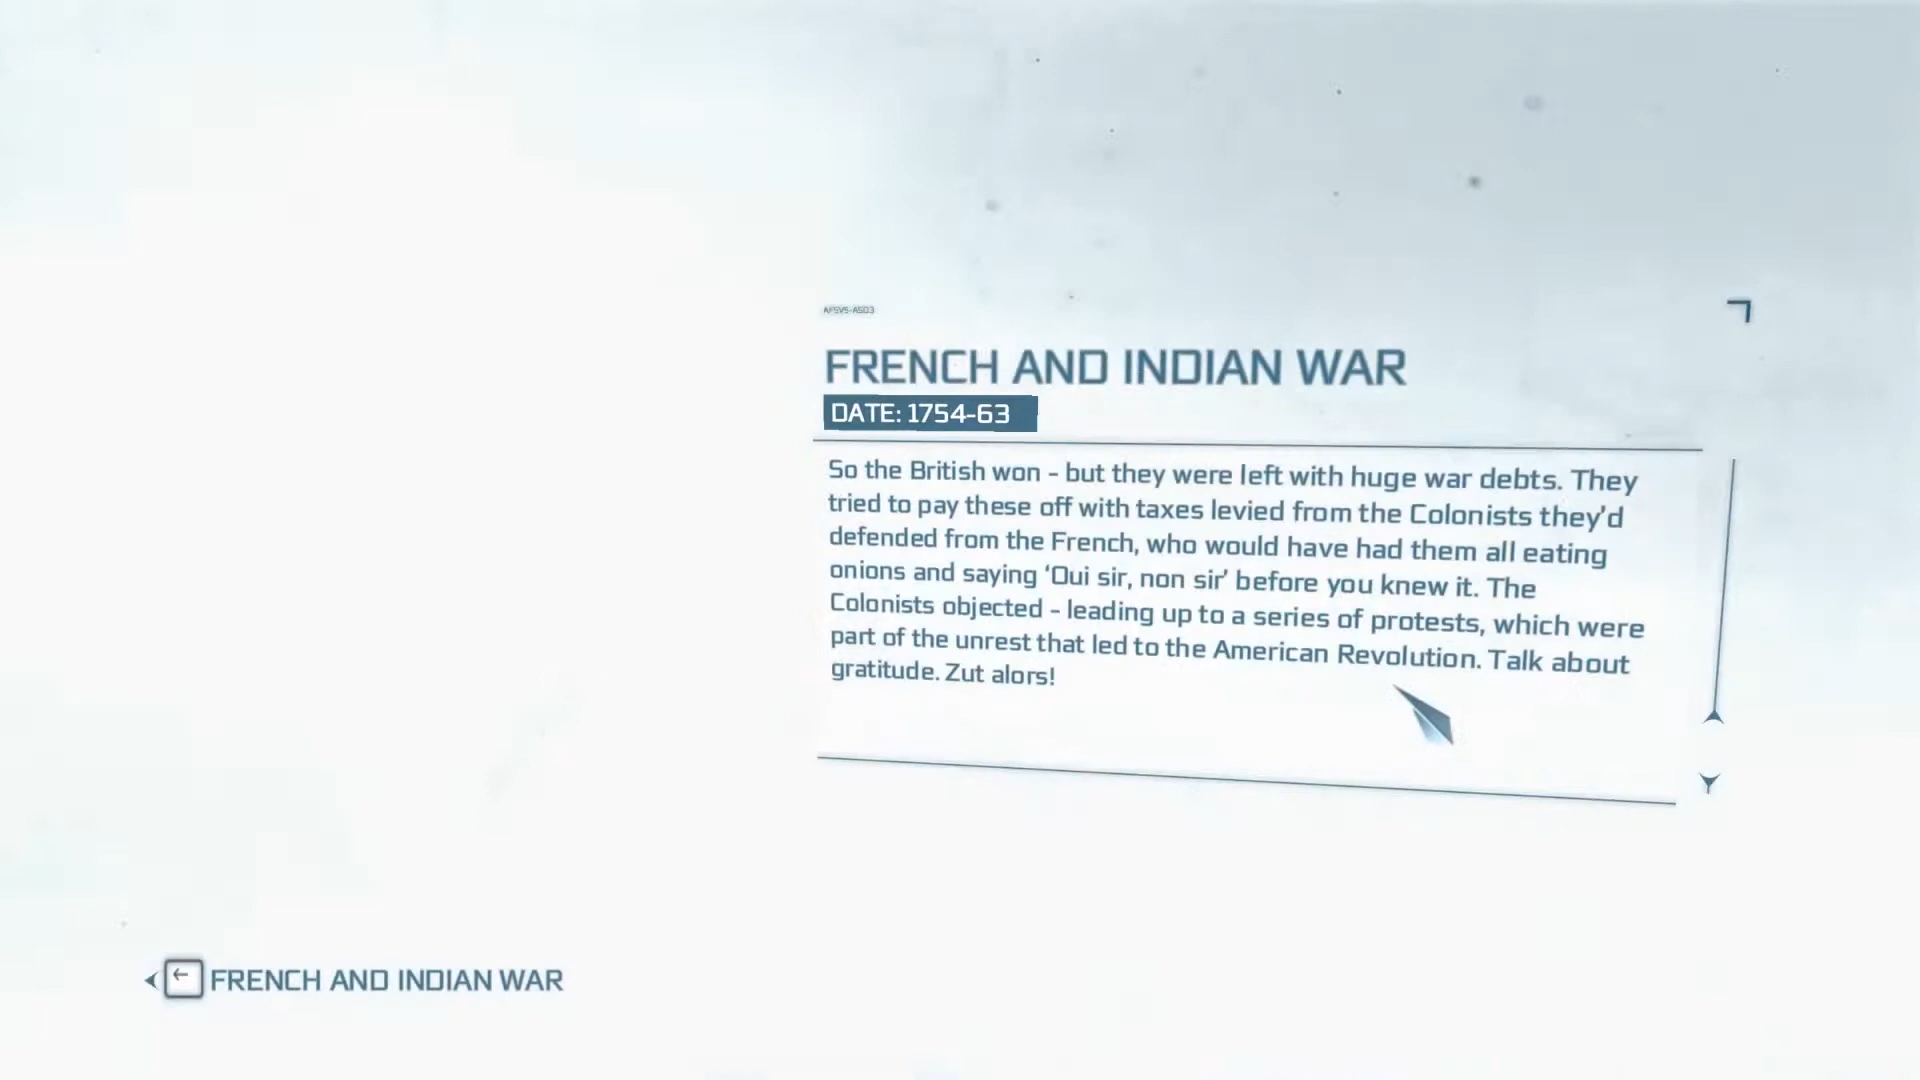 AFSVS-AS03
FRENCH AND INDIAN WAR
DATE: 1754-63
So the British won - but they were left with huge war debts. They
tried to pay these off with taxes levied from the Colonists they'd
defended from the French, who would have had them all eating
onions and saying ‘Oui sir, non sir’ before you knew it. The
Colonists objected - leading up to a series of protests, which were
part of the unrest that led to the American Revolution. Talk about
gratitude. Zut alors!
FRENCH AND INDIAN WAR